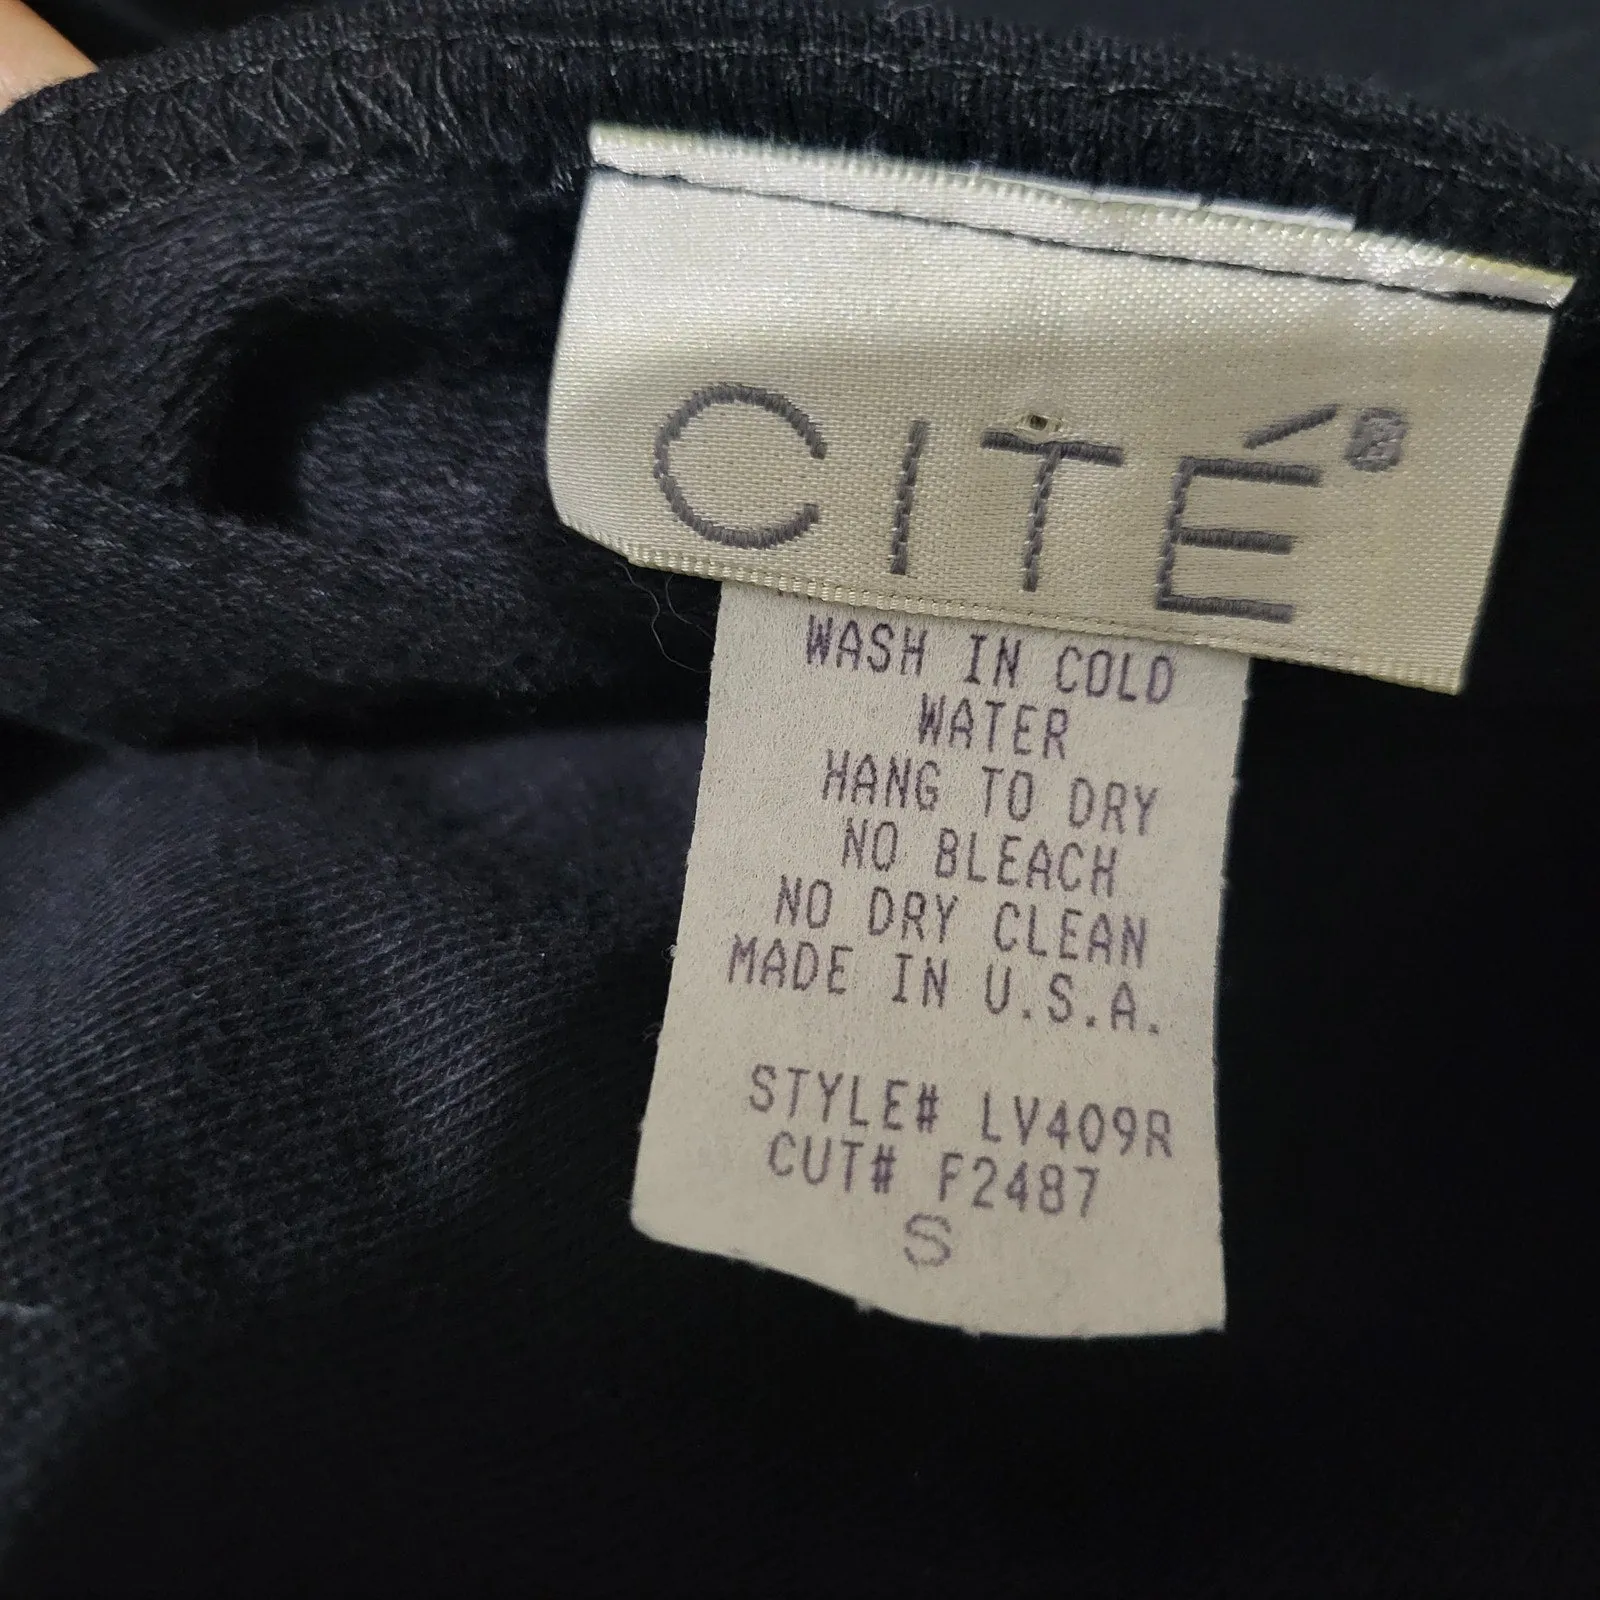 CITÉ®
WASH IN COLD
WATER
HANG TO DRY
NO BLEACH
NO DRY CLEAN
MADE IN U.S.A.
STYLE# LV409R
CUT# F2487
S